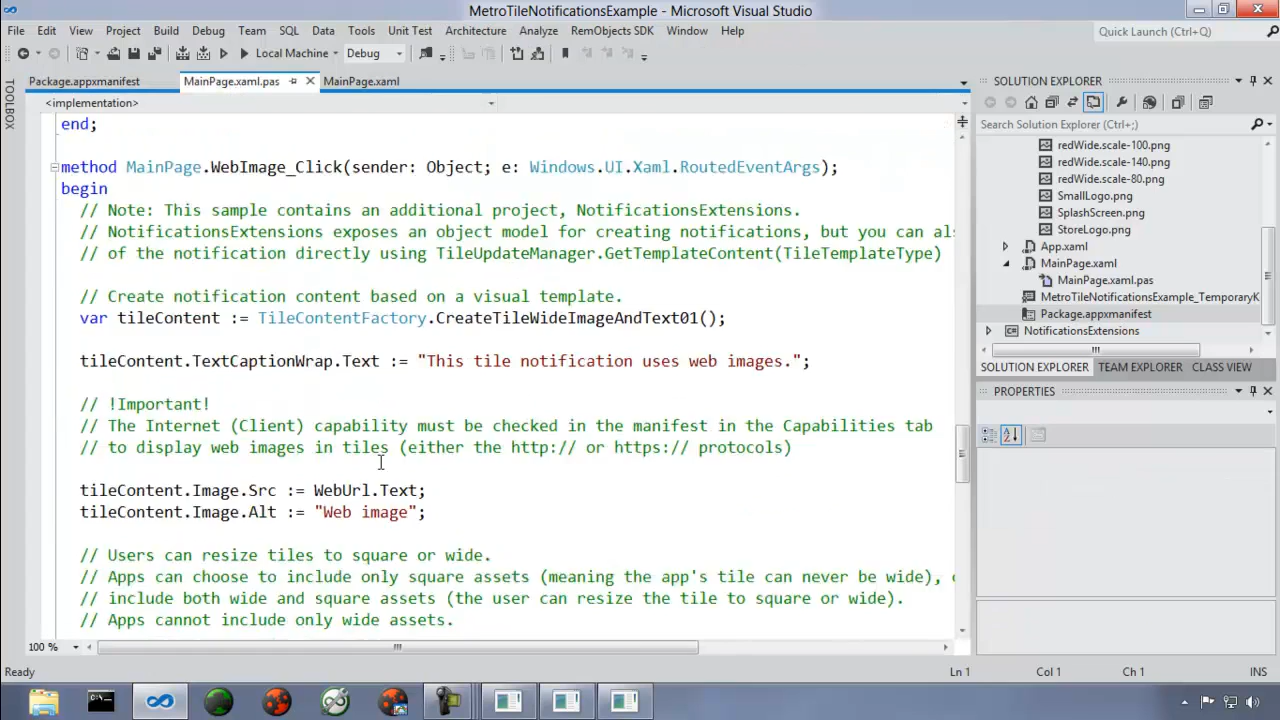 MetroTileNotificationsExample - Microsoft Visual Studio
File Edit View Project Build Debug Team SQL Data Tools Unit Test Architecture Analyze RemObjects SDK Window Help
Quick Launch (Ctrl+Q)
Local Machine Debug
TOOLBOX
Package.appxmanifest MainPage.xaml.pas MainPage.xaml
<implementation>
end;
method MainPage.WebImage_Click(sender: Object; e: Windows.UI.Xaml.RoutedEventArgs);
begin
// Note: This sample contains an additional project, NotificationsExtensions.
// NotificationsExtensions exposes an object model for creating notifications, but you can al
// of the notification directly using TileUpdateManager.GetTemplateContent(TileTemplateType)
// Create notification content based on a visual template.
var tileContent := TileContentFactory.CreateTileWideImageAndText01();
tileContent.TextCaptionWrap.Text := "This tile notification uses web images.";
// !Important!
// The Internet (Client) capability must be checked in the manifest in the Capabilities tab
// to display web images in tiles (either the http:// or https:// protocols)
tileContent.Image.Src := WebUrl.Text;
tileContent.Image.Alt := "Web image";
// Users can resize tiles to square or wide.
// Apps can choose to include only square assets (meaning the app's tile can never be wide),
// include both wide and square assets (the user can resize the tile to square or wide).
// Apps cannot include only wide assets.
100 %
SOLUTION EXPLORER
Search Solution Explorer (Ctrl+;)
redWide.scale-100.png
redWide.scale-140.png
redWide.scale-80.png
SmallLogo.png
SplashScreen.png
StoreLogo.png
App.xaml
MainPage.xaml
MainPage.xaml.pas
MetroTileNotificationsExample_TemporaryK
Package.appxmanifest
NotificationsExtensions
SOLUTION EXPLORER TEAM EXPLORER CLASS VIEW
PROPERTIES
Ready Ln 1 Col 1 Ch 1 INS